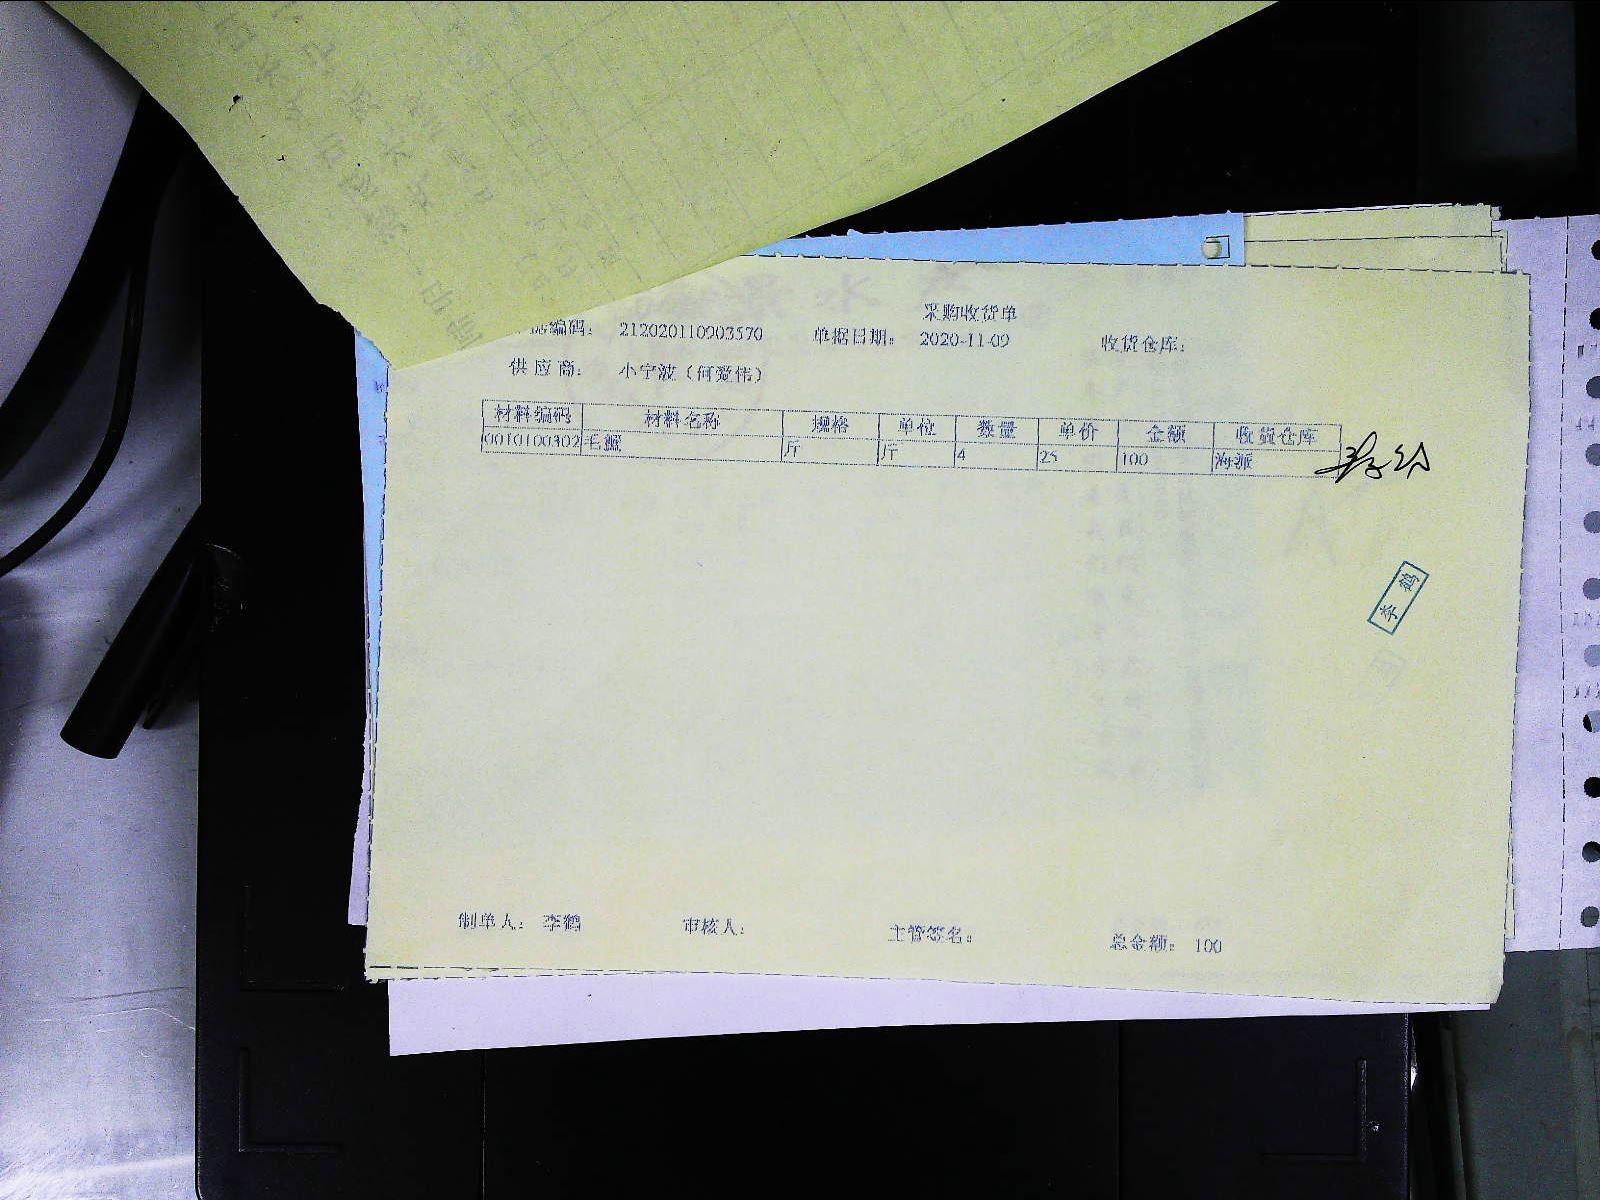 采购收货单
据编码： 212020110903570 单据日期： 2020-11-09 收货仓库：
供应商： 小宁波（何爱伟）
材料编码 材料名称 规格 单位 数量 单价 金额 收货仓库
0010100302 毛蟹 斤 斤 4 25 100 海派
李鹤
制单人： 李鹤 审核人： 主管签名： 总金额： 100